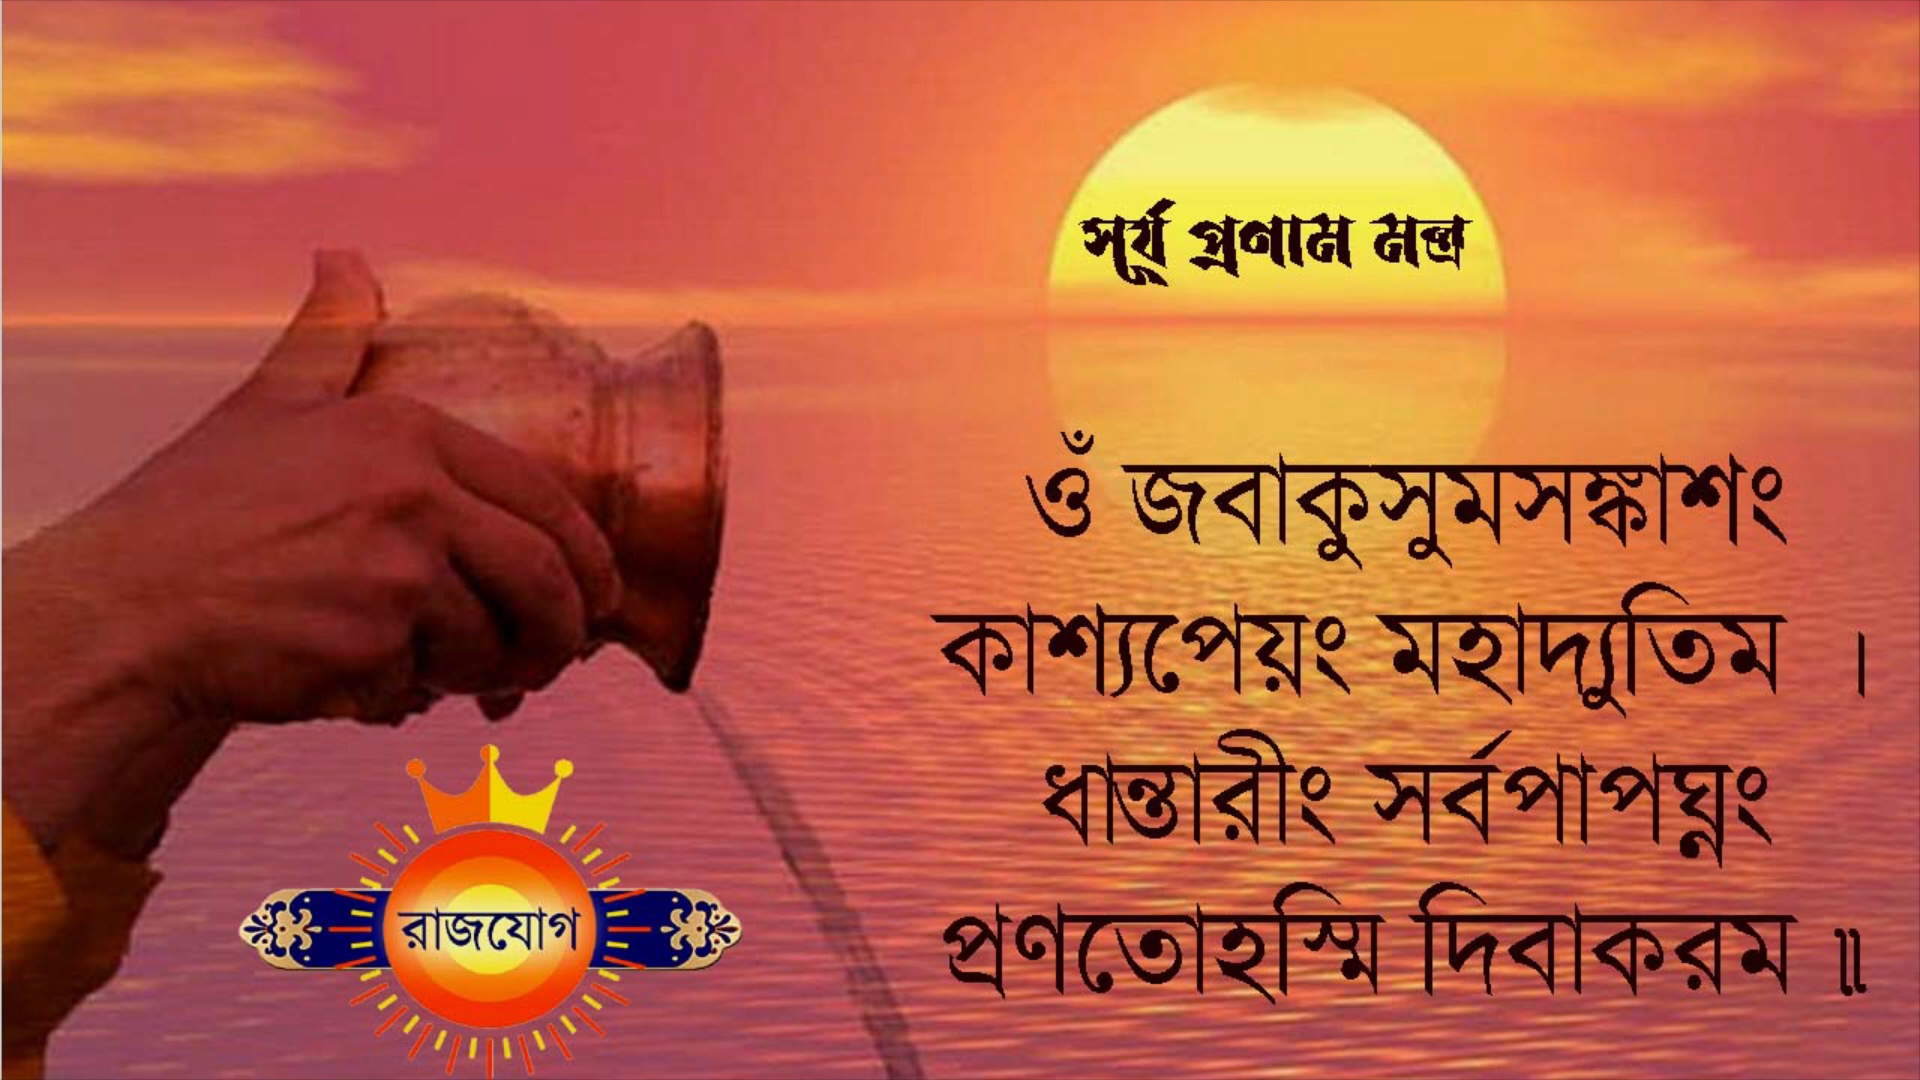 সূর্য প্রণাম মন্ত্র
ওঁ জবাকুসুমসঙ্কাশং
কাশ্যপেয়ং মহাদ্যুতিম ।
ধান্তারীং সর্বপাপঘ্নং
প্রণতোহস্মি দিবাকরম ॥
রাজযোগ